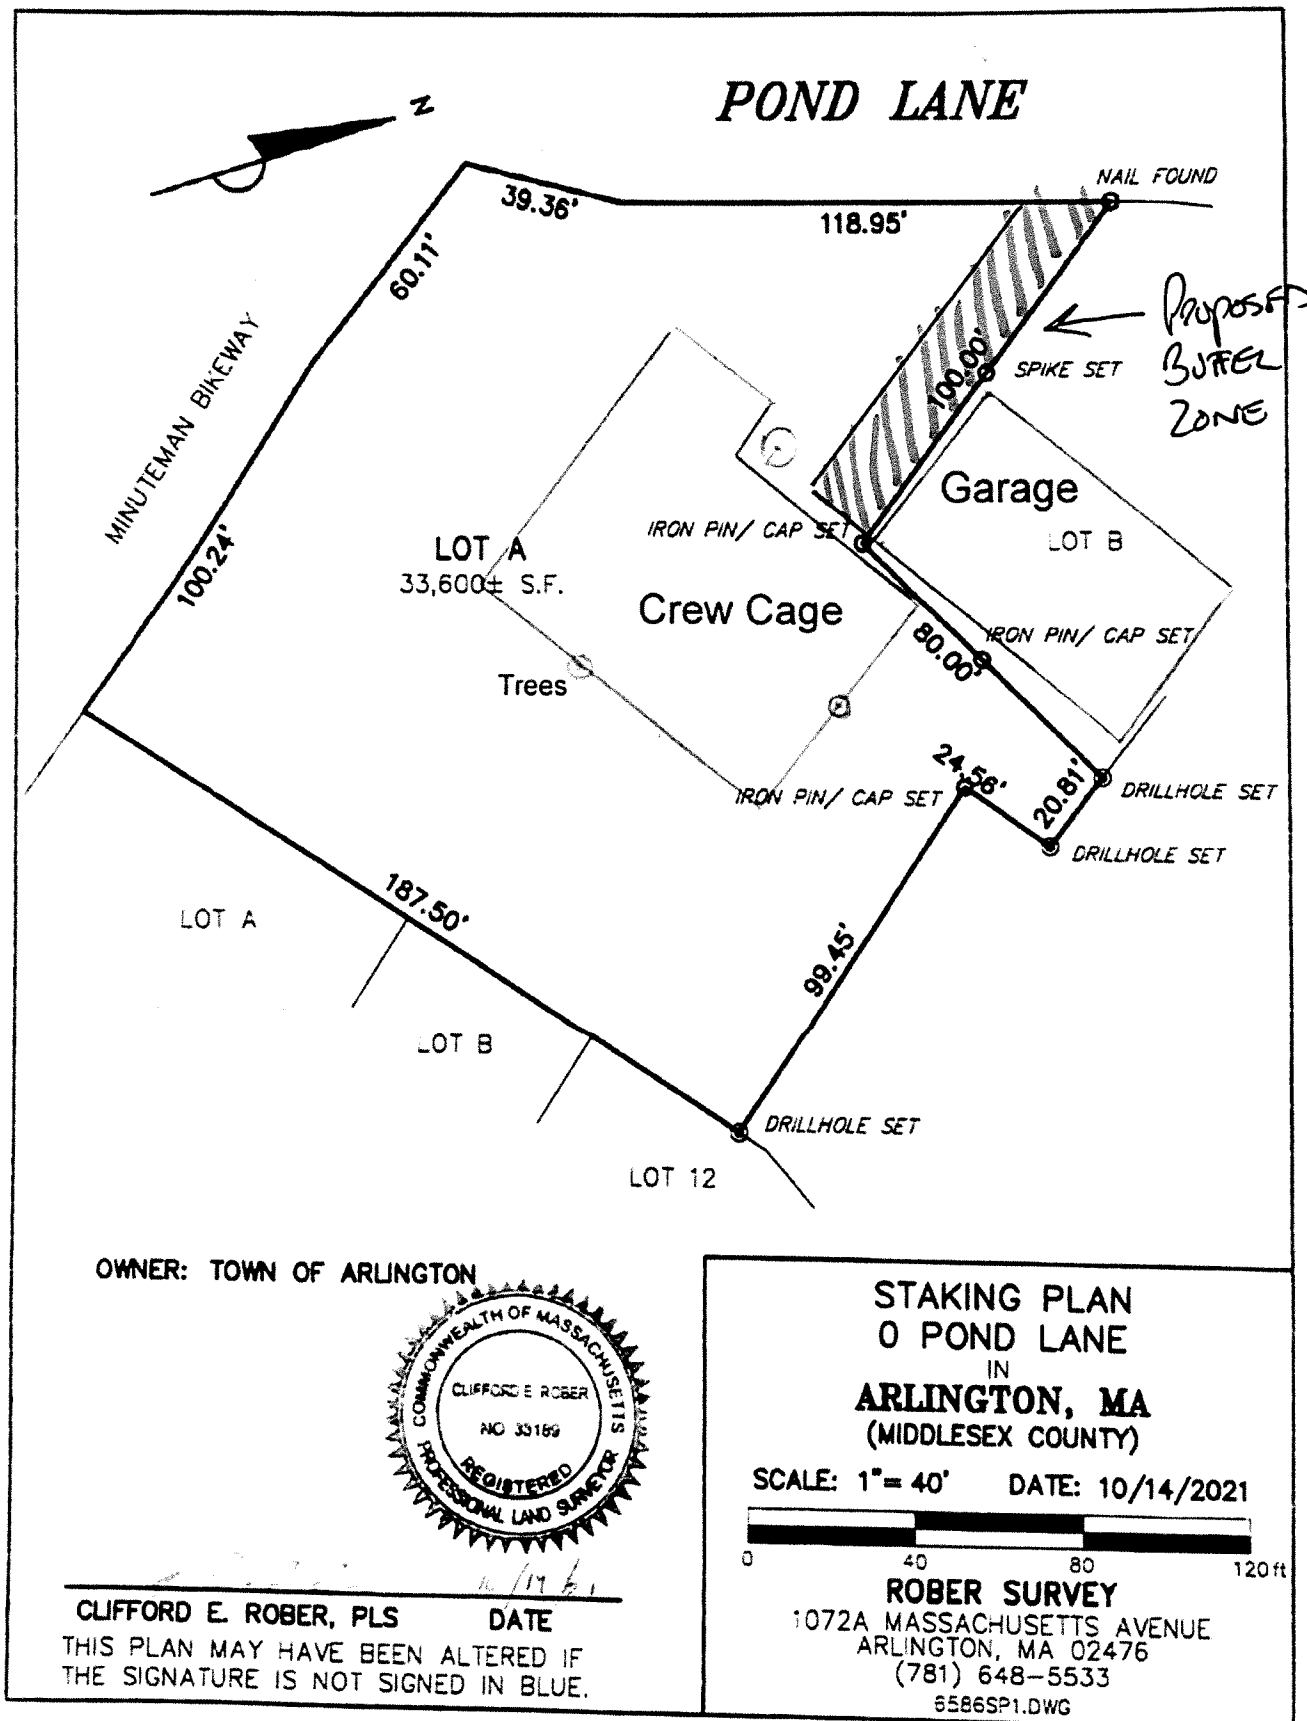 N
POND LANE
NAIL FOUND
39.36'
118.95'
60.11'
PROPOSED
BUFFER
ZONE
MINUTEMAN BIKEWAY
100.00'
SPIKE SET
Garage
LOT B
IRON PIN/ CAP SET
LOT A
33,600± S.F.
100.24'
Crew Cage
IRON PIN/ CAP SET
80.00'
Trees
24.56'
IRON PIN/ CAP SET
20.81'
DRILLHOLE SET
DRILLHOLE SET
187.50'
LOT A
99.45'
LOT B
DRILLHOLE SET
LOT 12
OWNER: TOWN OF ARLINGTON
COMMONWEALTH OF MASSACHUSETTS
CLIFFORD E ROBER
NO 33189
REGISTERED
PROFESSIONAL LAND SURVEYOR
CLIFFORD E. ROBER, PLS DATE
THIS PLAN MAY HAVE BEEN ALTERED IF
THE SIGNATURE IS NOT SIGNED IN BLUE.
STAKING PLAN
0 POND LANE
IN
ARLINGTON, MA
(MIDDLESEX COUNTY)
SCALE: 1"= 40' DATE: 10/14/2021
0 40 80 120 ft
ROBER SURVEY
1072A MASSACHUSETTS AVENUE
ARLINGTON, MA 02476
(781) 648-5533
6586SP1.DWG